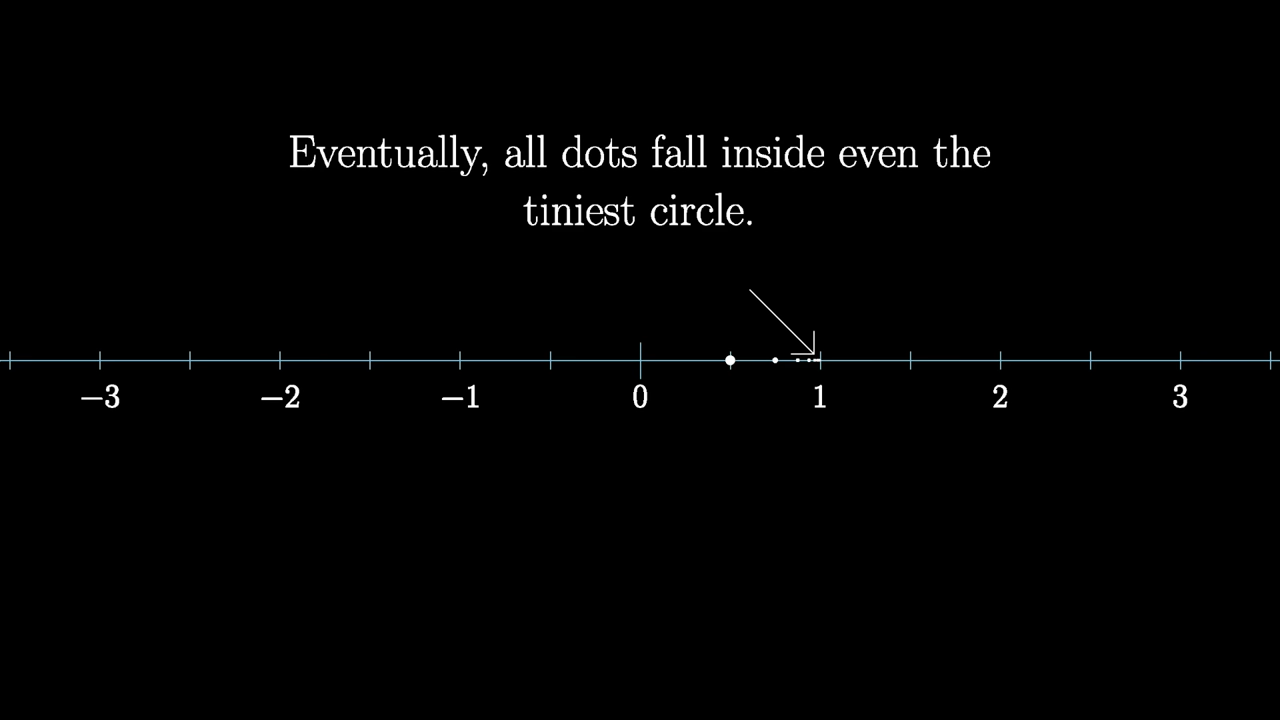 Eventually, all dots fall inside even the
tiniest circle.
−3 −2 −1 0 1 2 3